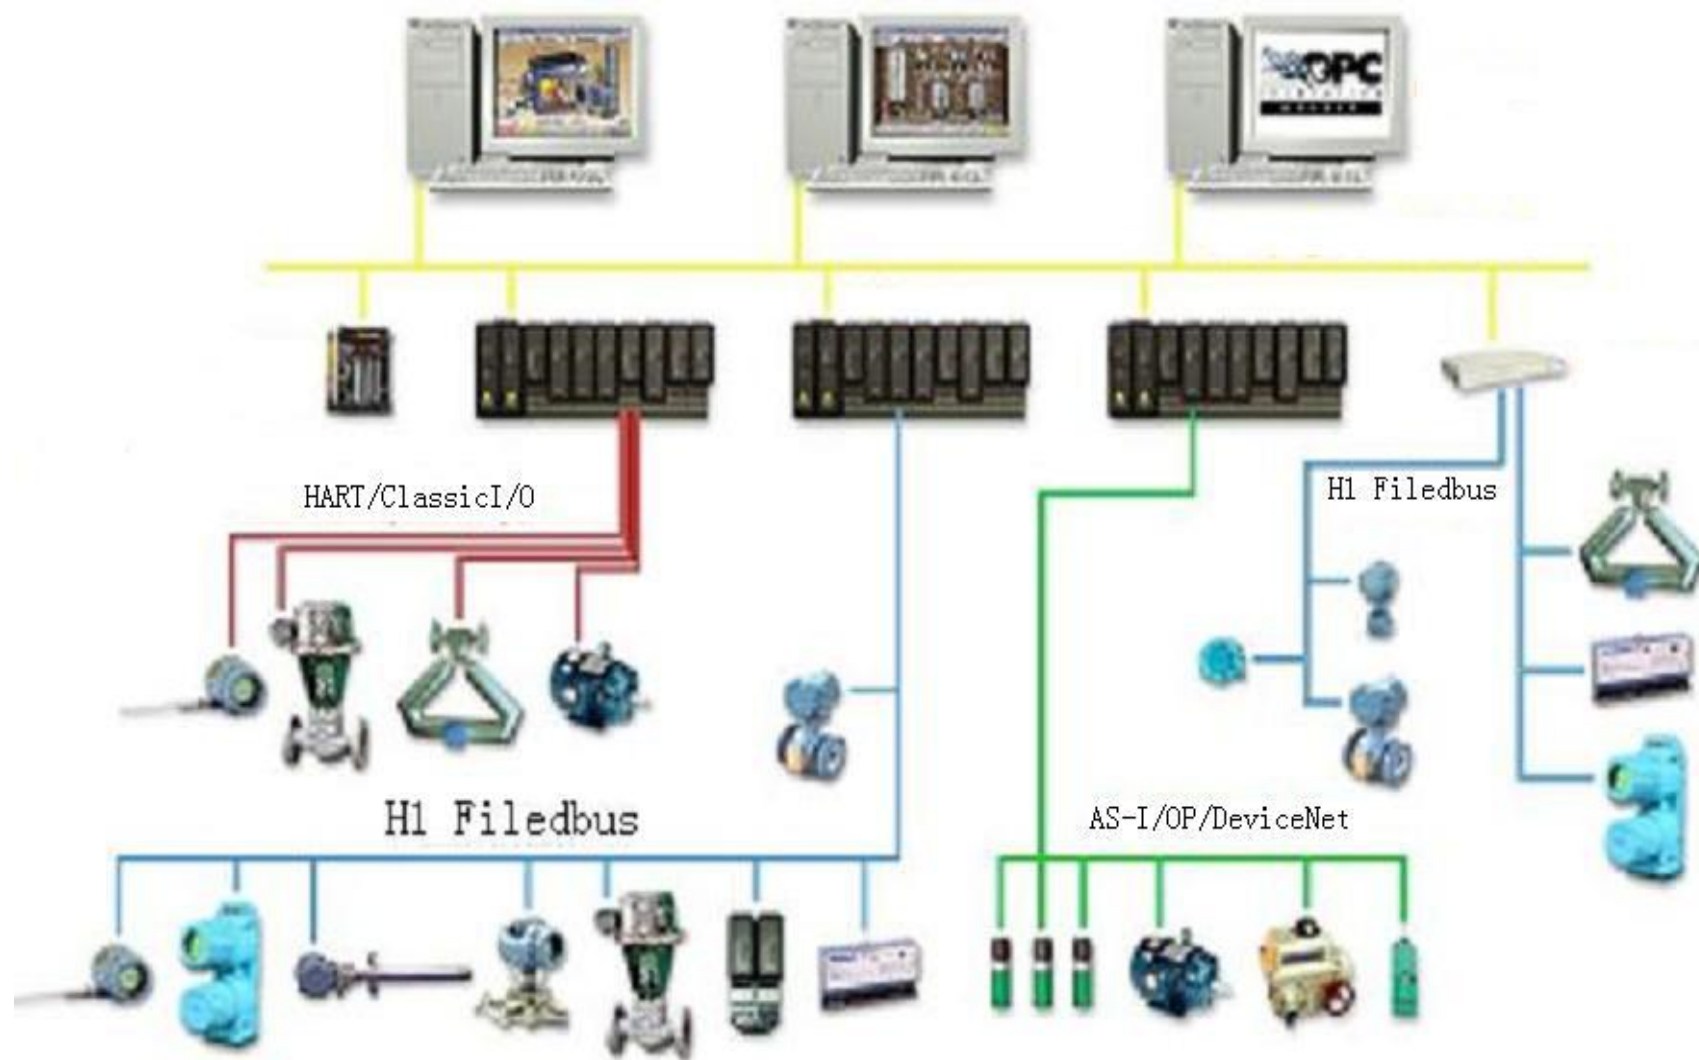 OPC
HART/ClassicI/O
H1 Filedbus
H1 Filedbus
AS-I/OP/DeviceNet